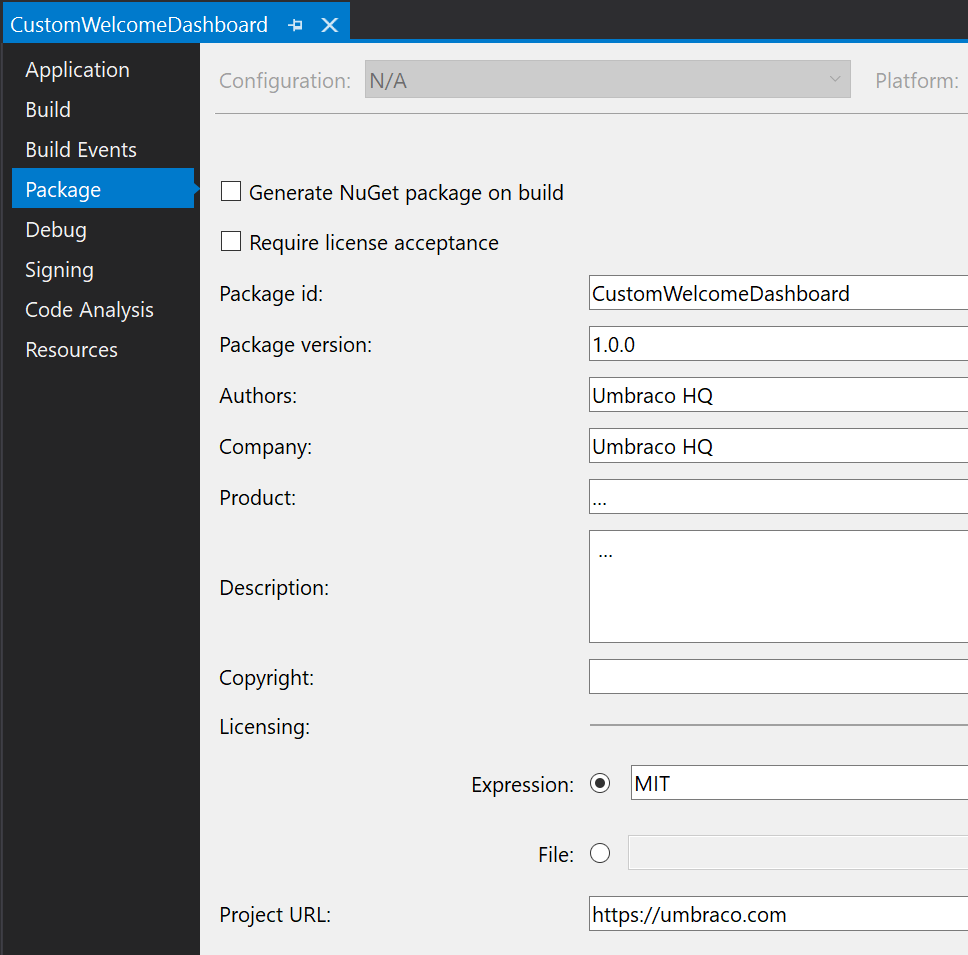 CustomWelcomeDashboard
Application
Build
Build Events
Package
Debug
Signing
Code Analysis
Resources
Configuration: N/A Platform:
Generate NuGet package on build
Require license acceptance
Package id: CustomWelcomeDashboard
Package version: 1.0.0
Authors: Umbraco HQ
Company: Umbraco HQ
Product: ...
Description: ...
Copyright:
Licensing:
Expression: MIT
File:
Project URL: https://umbraco.com